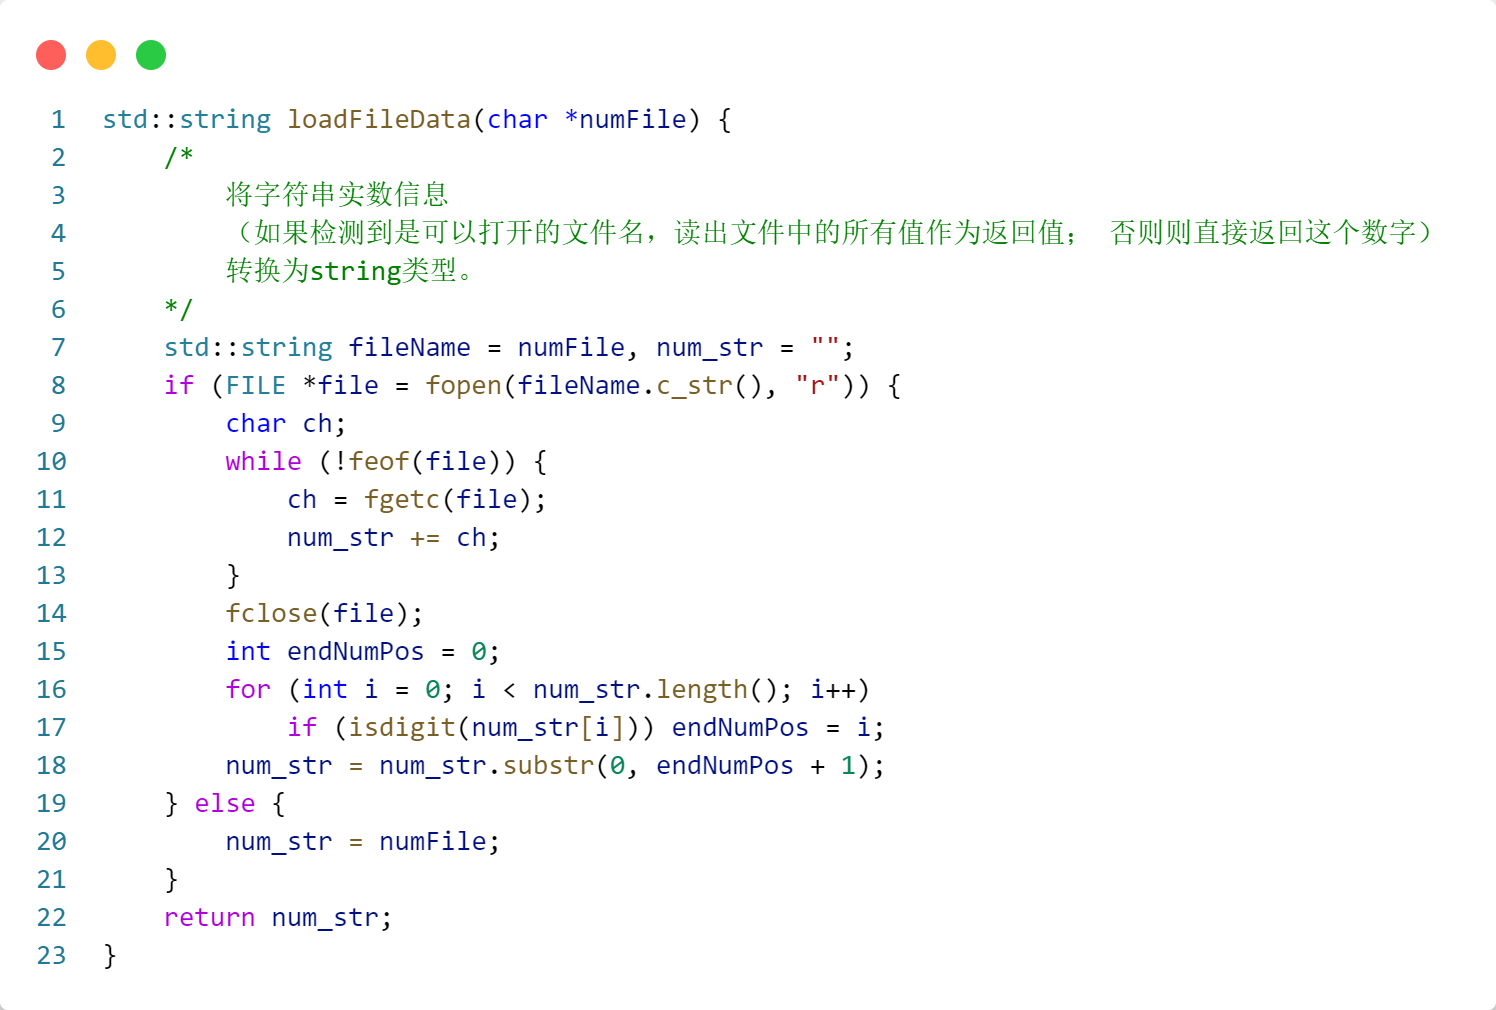 1 std::string loadFileData(char *numFile) {
2     /*
3         将字符串实数信息
4         （如果检测到是可以打开的文件名，读出文件中的所有值作为返回值； 否则则直接返回这个数字）
5         转换为string类型。
6     */
7     std::string fileName = numFile, num_str = "";
8     if (FILE *file = fopen(fileName.c_str(), "r")) {
9         char ch;
10         while (!feof(file)) {
11             ch = fgetc(file);
12             num_str += ch;
13         }
14         fclose(file);
15         int endNumPos = 0;
16         for (int i = 0; i < num_str.length(); i++)
17             if (isdigit(num_str[i])) endNumPos = i;
18         num_str = num_str.substr(0, endNumPos + 1);
19     } else {
20         num_str = numFile;
21     }
22     return num_str;
23 }